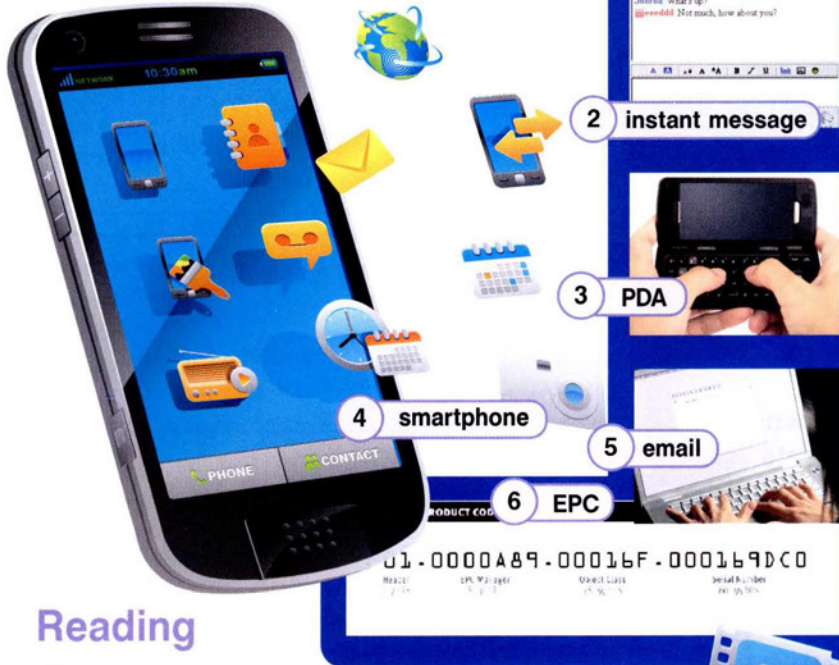 What's up?
Not much, how about you?
NETWORK 10:30am
2 instant message
3 PDA
4 smartphone
5 email
PHONE CONTACT
6 EPC
PRODUCT COD
01.0000A89.00016F.000169DC0
Header EPC Manager Object Class Serial Number
Reading